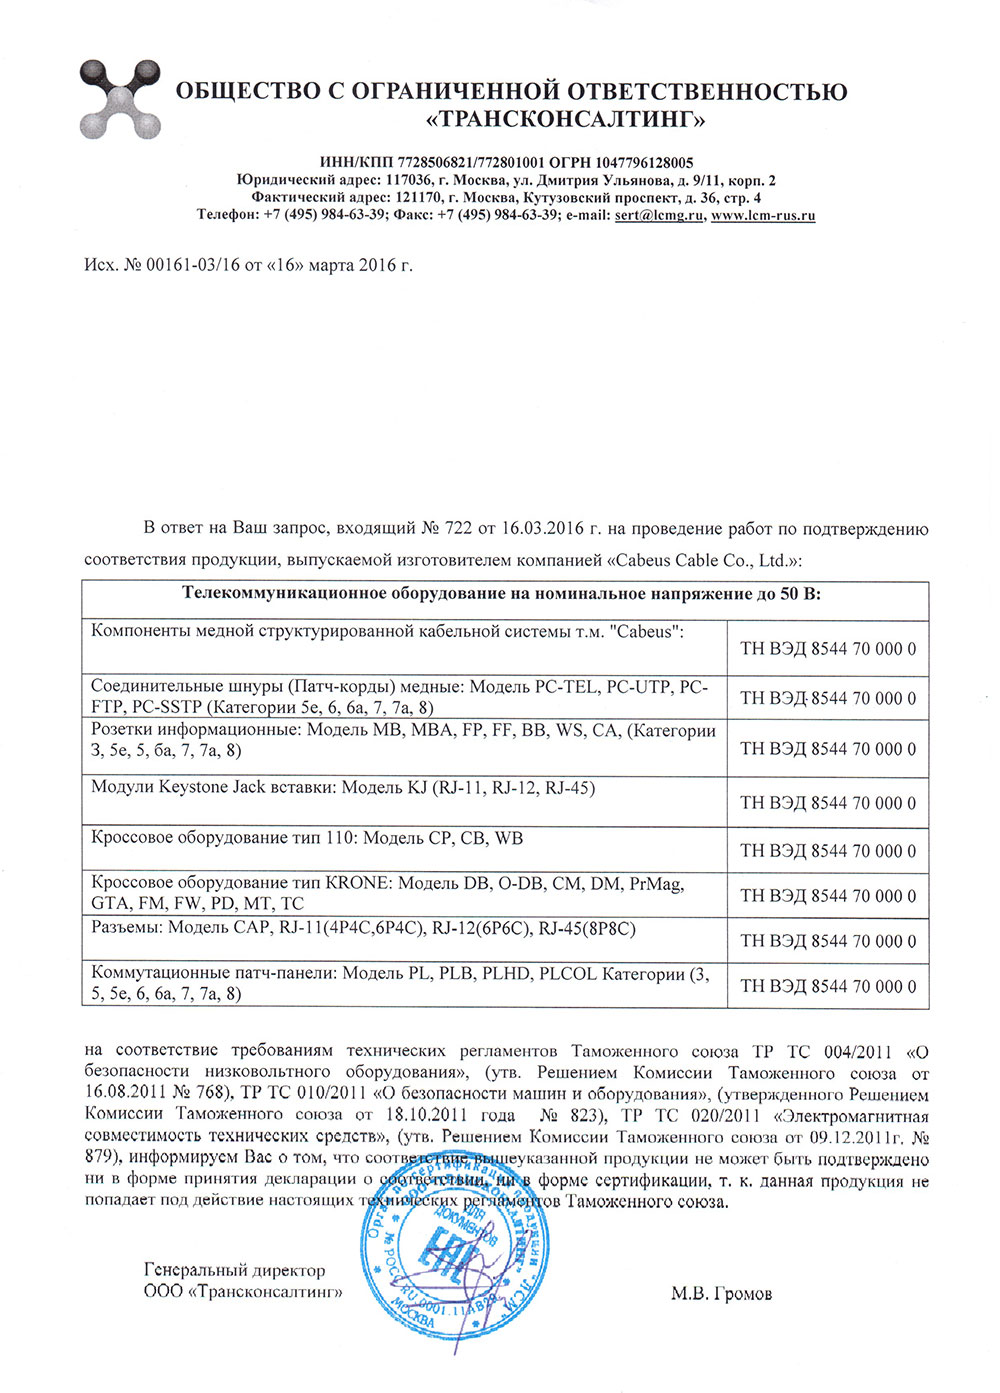 ОБЩЕСТВО С ОГРАНИЧЕННОЙ ОТВЕТСТВЕННОСТЬЮ
«ТРАНСКОНСАЛТИНГ»
ИНН/КПП 7728506821/772801001 ОГРН 1047796128005
Юридический адрес: 117036, г. Москва, ул. Дмитрия Ульянова, д. 9/11, корп. 2
Фактический адрес: 121170, г. Москва, Кутузовский проспект, д. 36, стр. 4
Телефон: +7 (495) 984-63-39; Факс: +7 (495) 984-63-39; e-mail: sert@lcmg.ru, www.lcm-rus.ru
Исх. № 00161-03/16 от «16» марта 2016 г.
В ответ на Ваш запрос, входящий № 722 от 16.03.2016 г. на проведение работ по подтверждению
соответствия продукции, выпускаемой изготовителем компанией «Cabeus Cable Co., Ltd.»:
Телекоммуникационное оборудование на номинальное напряжение до 50 В:
Компоненты медной структурированной кабельной системы т.м. "Cabeus":
ТН ВЭД 8544 70 000 0
Соединительные шнуры (Патч-корды) медные: Модель PC-TEL, PC-UTP, PC-
FTP, PC-SSTP (Категории 5e, 6, 6a, 7, 7a, 8)
ТН ВЭД 8544 70 000 0
Розетки информационные: Модель MB, MBA, FP, FF, BB, WS, CA, (Категории
3, 5e, 5, 6a, 7, 7a, 8)
ТН ВЭД 8544 70 000 0
Модули Keystone Jack вставки: Модель KJ (RJ-11, RJ-12, RJ-45)
ТН ВЭД 8544 70 000 0
Кроссовое оборудование тип 110: Модель CP, CB, WB
ТН ВЭД 8544 70 000 0
Кроссовое оборудование тип KRONE: Модель DB, O-DB, CM, DM, PrMag,
GTA, FM, FW, PD, MT, TC
ТН ВЭД 8544 70 000 0
Разъемы: Модель CAP, RJ-11(4P4C,6P4C), RJ-12(6P6C), RJ-45(8P8C)
ТН ВЭД 8544 70 000 0
Коммутационные патч-панели: Модель PL, PLB, PLHD, PLCOL Категории (3,
5, 5e, 6, 6a, 7, 7a, 8)
ТН ВЭД 8544 70 000 0
на соответствие требованиям технических регламентов Таможенного союза ТР ТС 004/2011 «О
безопасности низковольтного оборудования», (утв. Решением Комиссии Таможенного союза от
16.08.2011 № 768), ТР ТС 010/2011 «О безопасности машин и оборудования», (утвержденного Решением
Комиссии Таможенного союза от 18.10.2011 года № 823), ТР ТС 020/2011 «Электромагнитная
совместимость технических средств», (утв. Решением Комиссии Таможенного союза от 09.12.2011г. №
879), информируем Вас о том, что соответствие вышеуказанной продукции не может быть подтверждено
ни в форме принятия декларации о соответствии, ни в форме сертификации, т. к. данная продукция не
попадает под действие настоящих технических регламентов Таможенного союза.
Орган по сертификации продукции "ЛСМ"
ООО "ТРАНСКОНСАЛТИНГ"
ДЛЯ
ДОКУМЕНТОВ
ЕАС
МОСКВА
Генеральный директор
ООО «Трансконсалтинг»
М.В. Громов